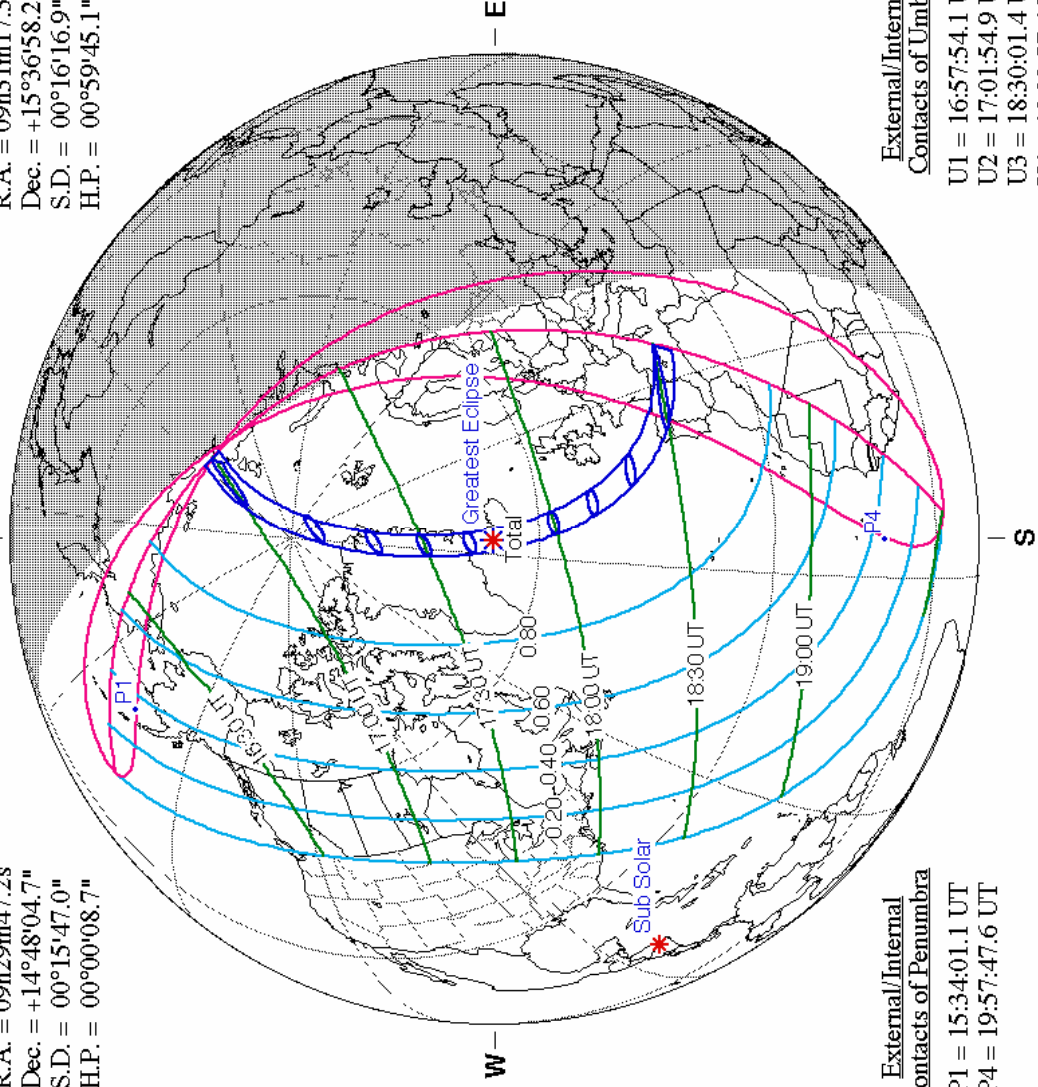 R.A. = 09h29m47.2s
Dec. = +14°48'04.7"
S.D. = 00°15'47.0"
H.P. = 00°00'08.7"
Dec. = +15°36'58.2
S.D. = 00°16'16.9"
H.P. = 00°59'45.1"
E
W
S
P1
P4
Greatest Eclipse
Total
Sub Solar
16:30 UT
17:00 UT
17:30 UT
18:00 UT
18:30 UT
19:00 UT
0.80
0.60
0.40
0.20
External/Internal
Contacts of Penumbra
P1 = 15:34:01.1 UT
P4 = 19:57:47.6 UT
External/Intern
Contacts of Umb
U1 = 16:57:54.1 U
U2 = 17:01:54.9 U
U3 = 18:30:01.4 U